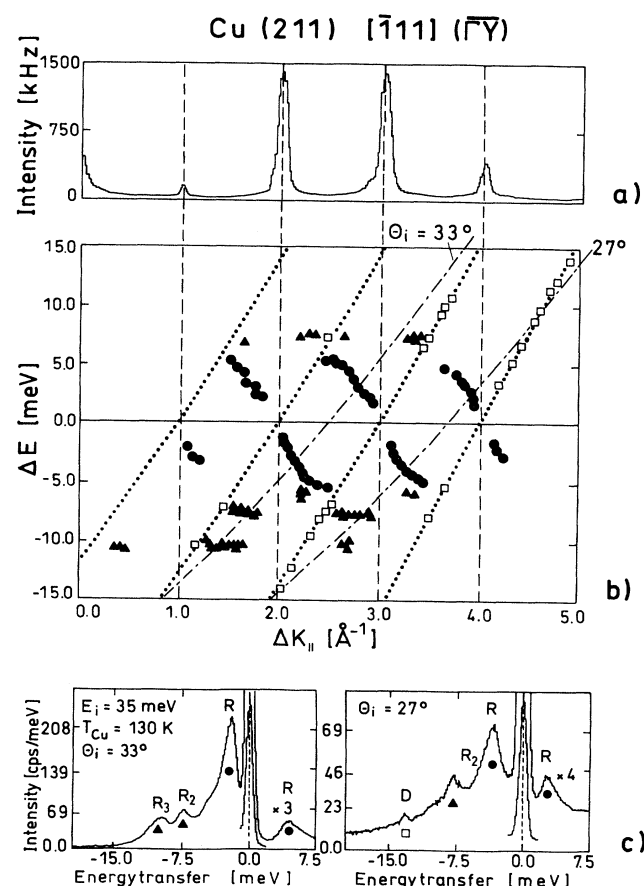 Cu (211) [1̄11] (Γ̄Ȳ)
Intensity [kHz]
1500
750
0
a)
Θi = 33°
27°
ΔE [meV]
15.0
10.0
5.0
0.0
-5.0
-10.0
-15.0
b)
0.0 1.0 2.0 3.0 4.0 5.0
ΔK∥ [Å⁻¹]
Intensity [cps/meV]
208
139
69
0.0
Ei = 35 meV
TCu = 130 K
Θi = 33°
R
R3
R2
R
×3
-15.0 -7.5 0.0 7.5
Energytransfer [meV]
Θi = 27°
69
46
23
0.0
R
R2
D
R
×4
-15.0 -7.5 0.0 7.5
Energytransfer [meV]
c)